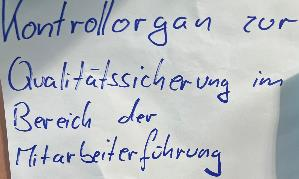 Kontrollorgan zur
Qualitätssicherung im
Bereich der
Mitarbeiterführung